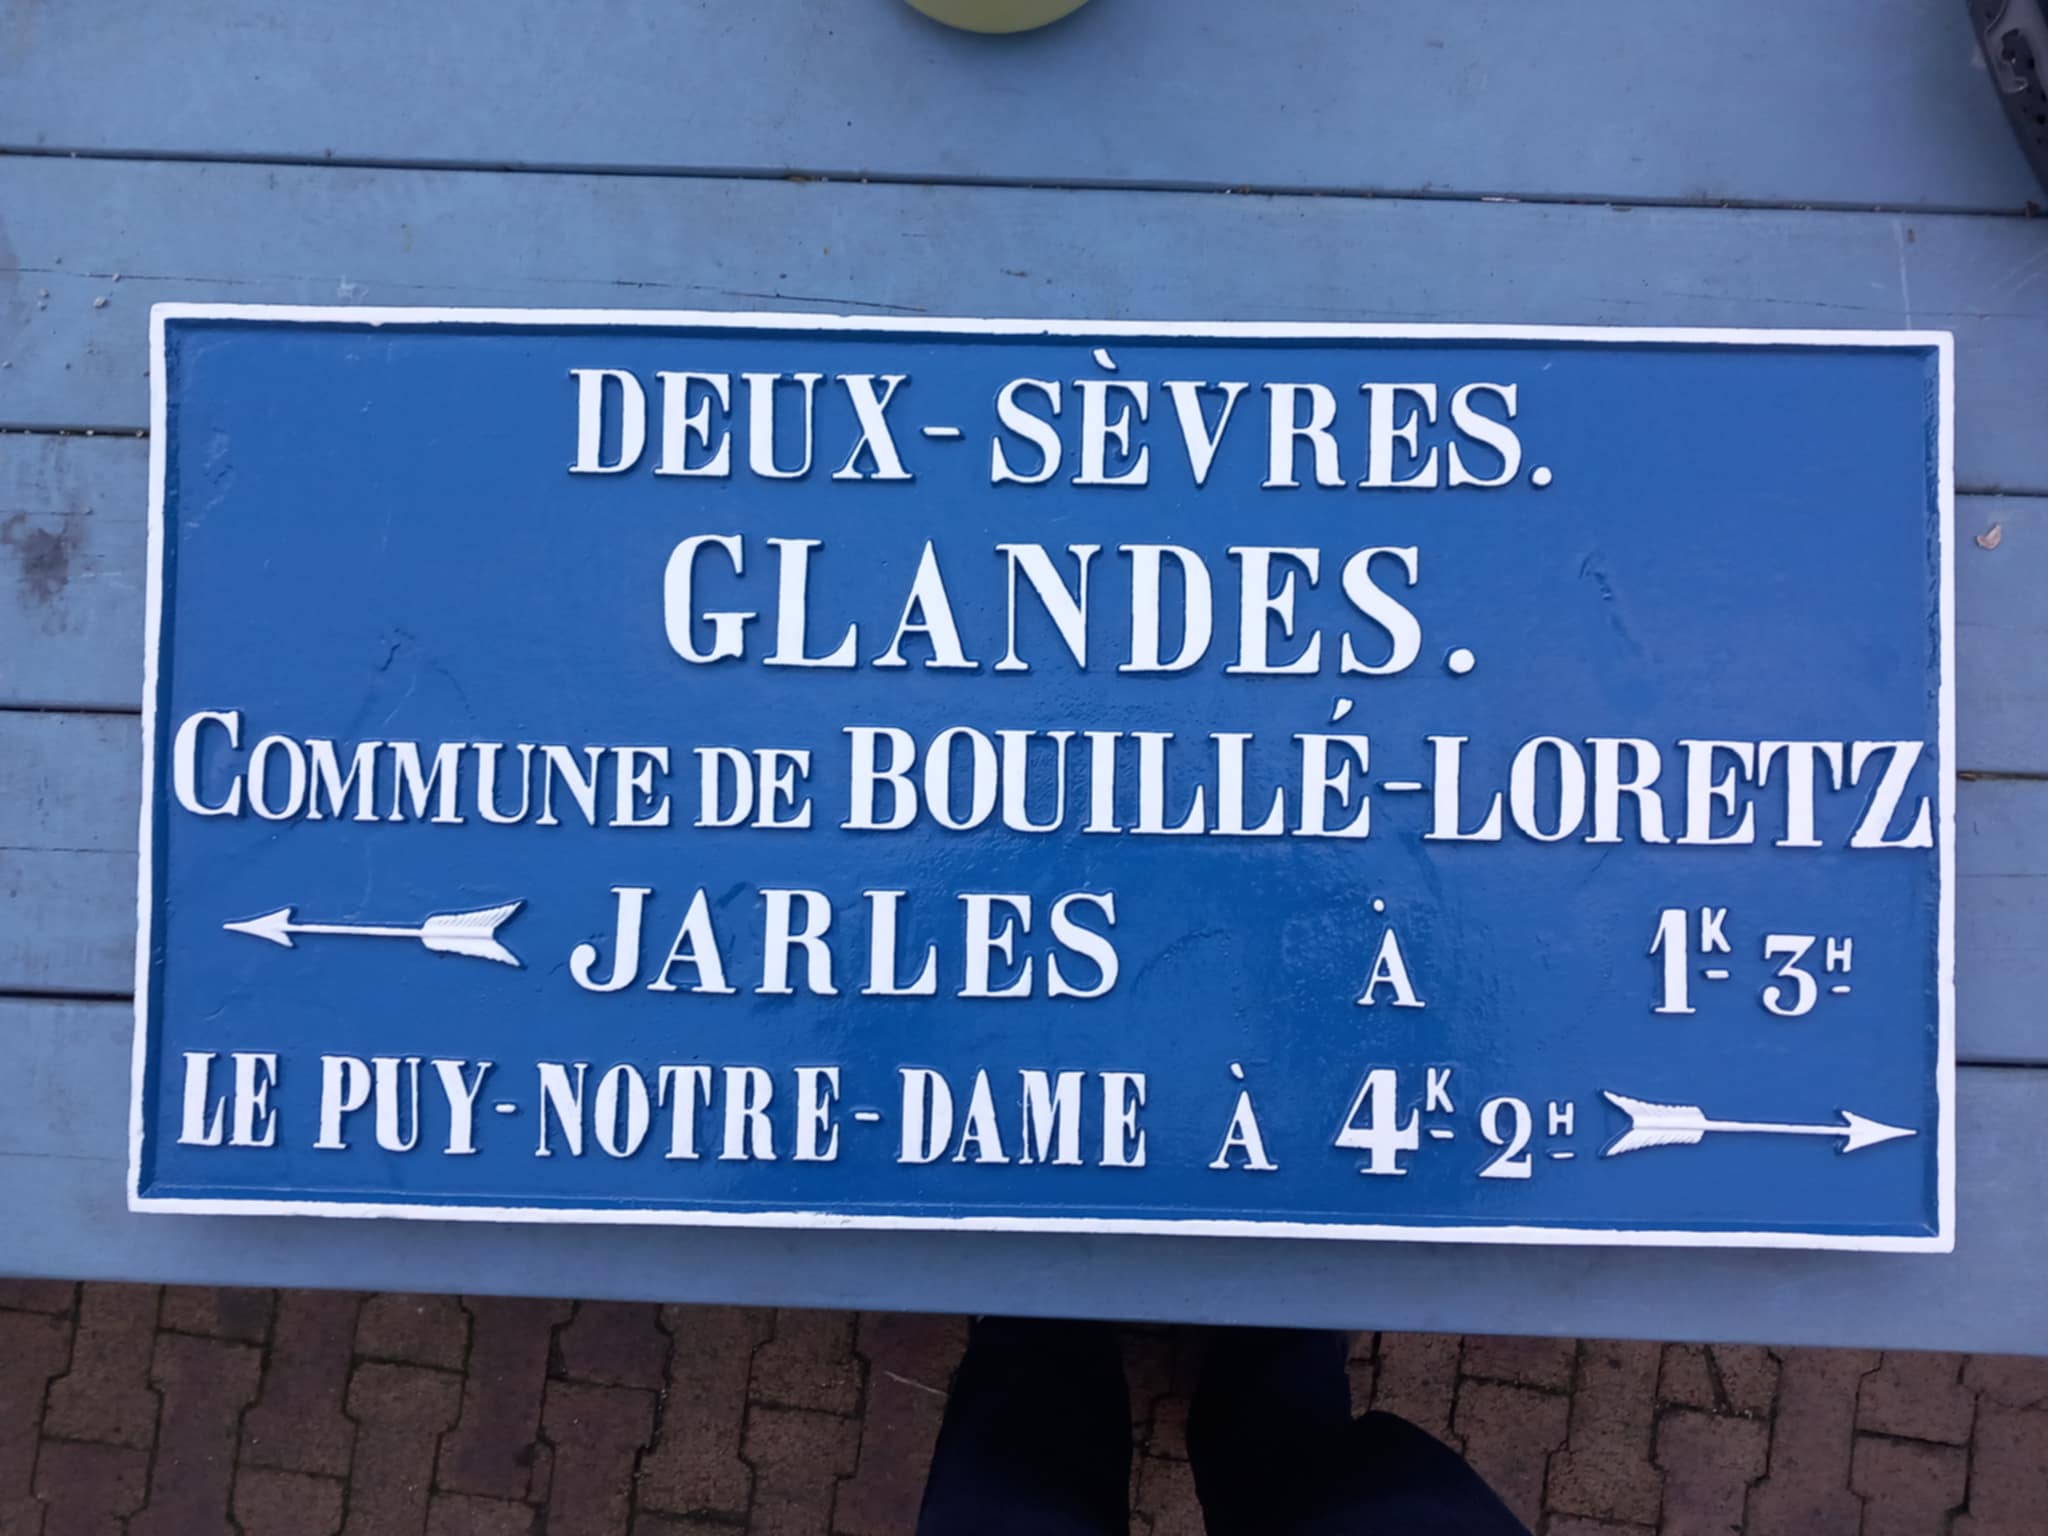 DEUX-SÈVRES.
GLANDES.
COMMUNE DE BOUILLÉ-LORETZ
JARLES À 1K 3H
LE PUY-NOTRE-DAME À 4K 2H